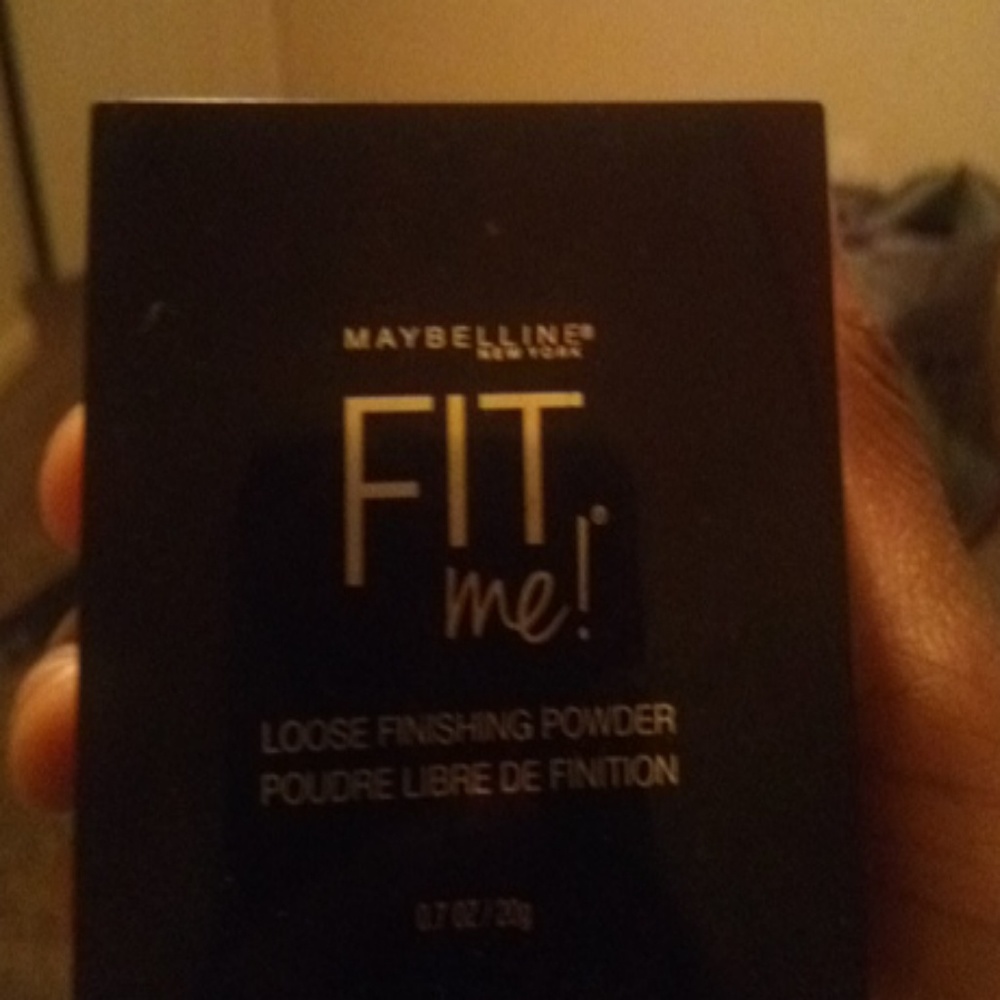 MAYBELLINE®
NEW YORK
FIT
me!®
LOOSE FINISHING POWDER
POUDRE LIBRE DE FINITION
0.7 OZ / 20g